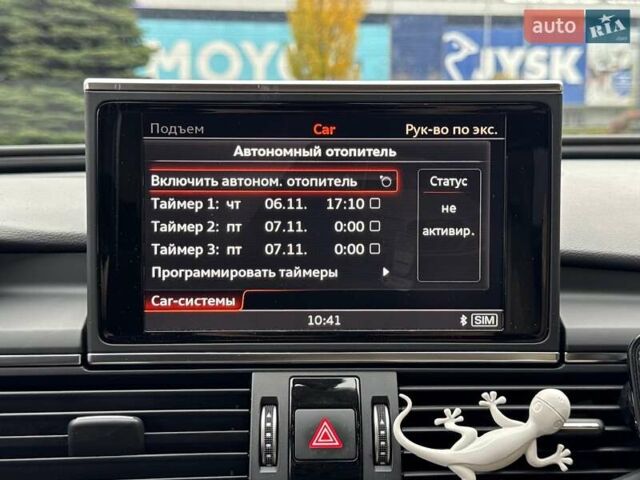 auto RIA
MOYO
JYSK
Подъем Car Рук-во по экс.
Автономный отопитель
Включить автоном. отопитель
Таймер 1: чт 06.11. 17:10
Таймер 2: пт 07.11. 0:00
Таймер 3: пт 07.11. 0:00
Программировать таймеры
Статус
не
активир.
Car-системы
10:41 SIM